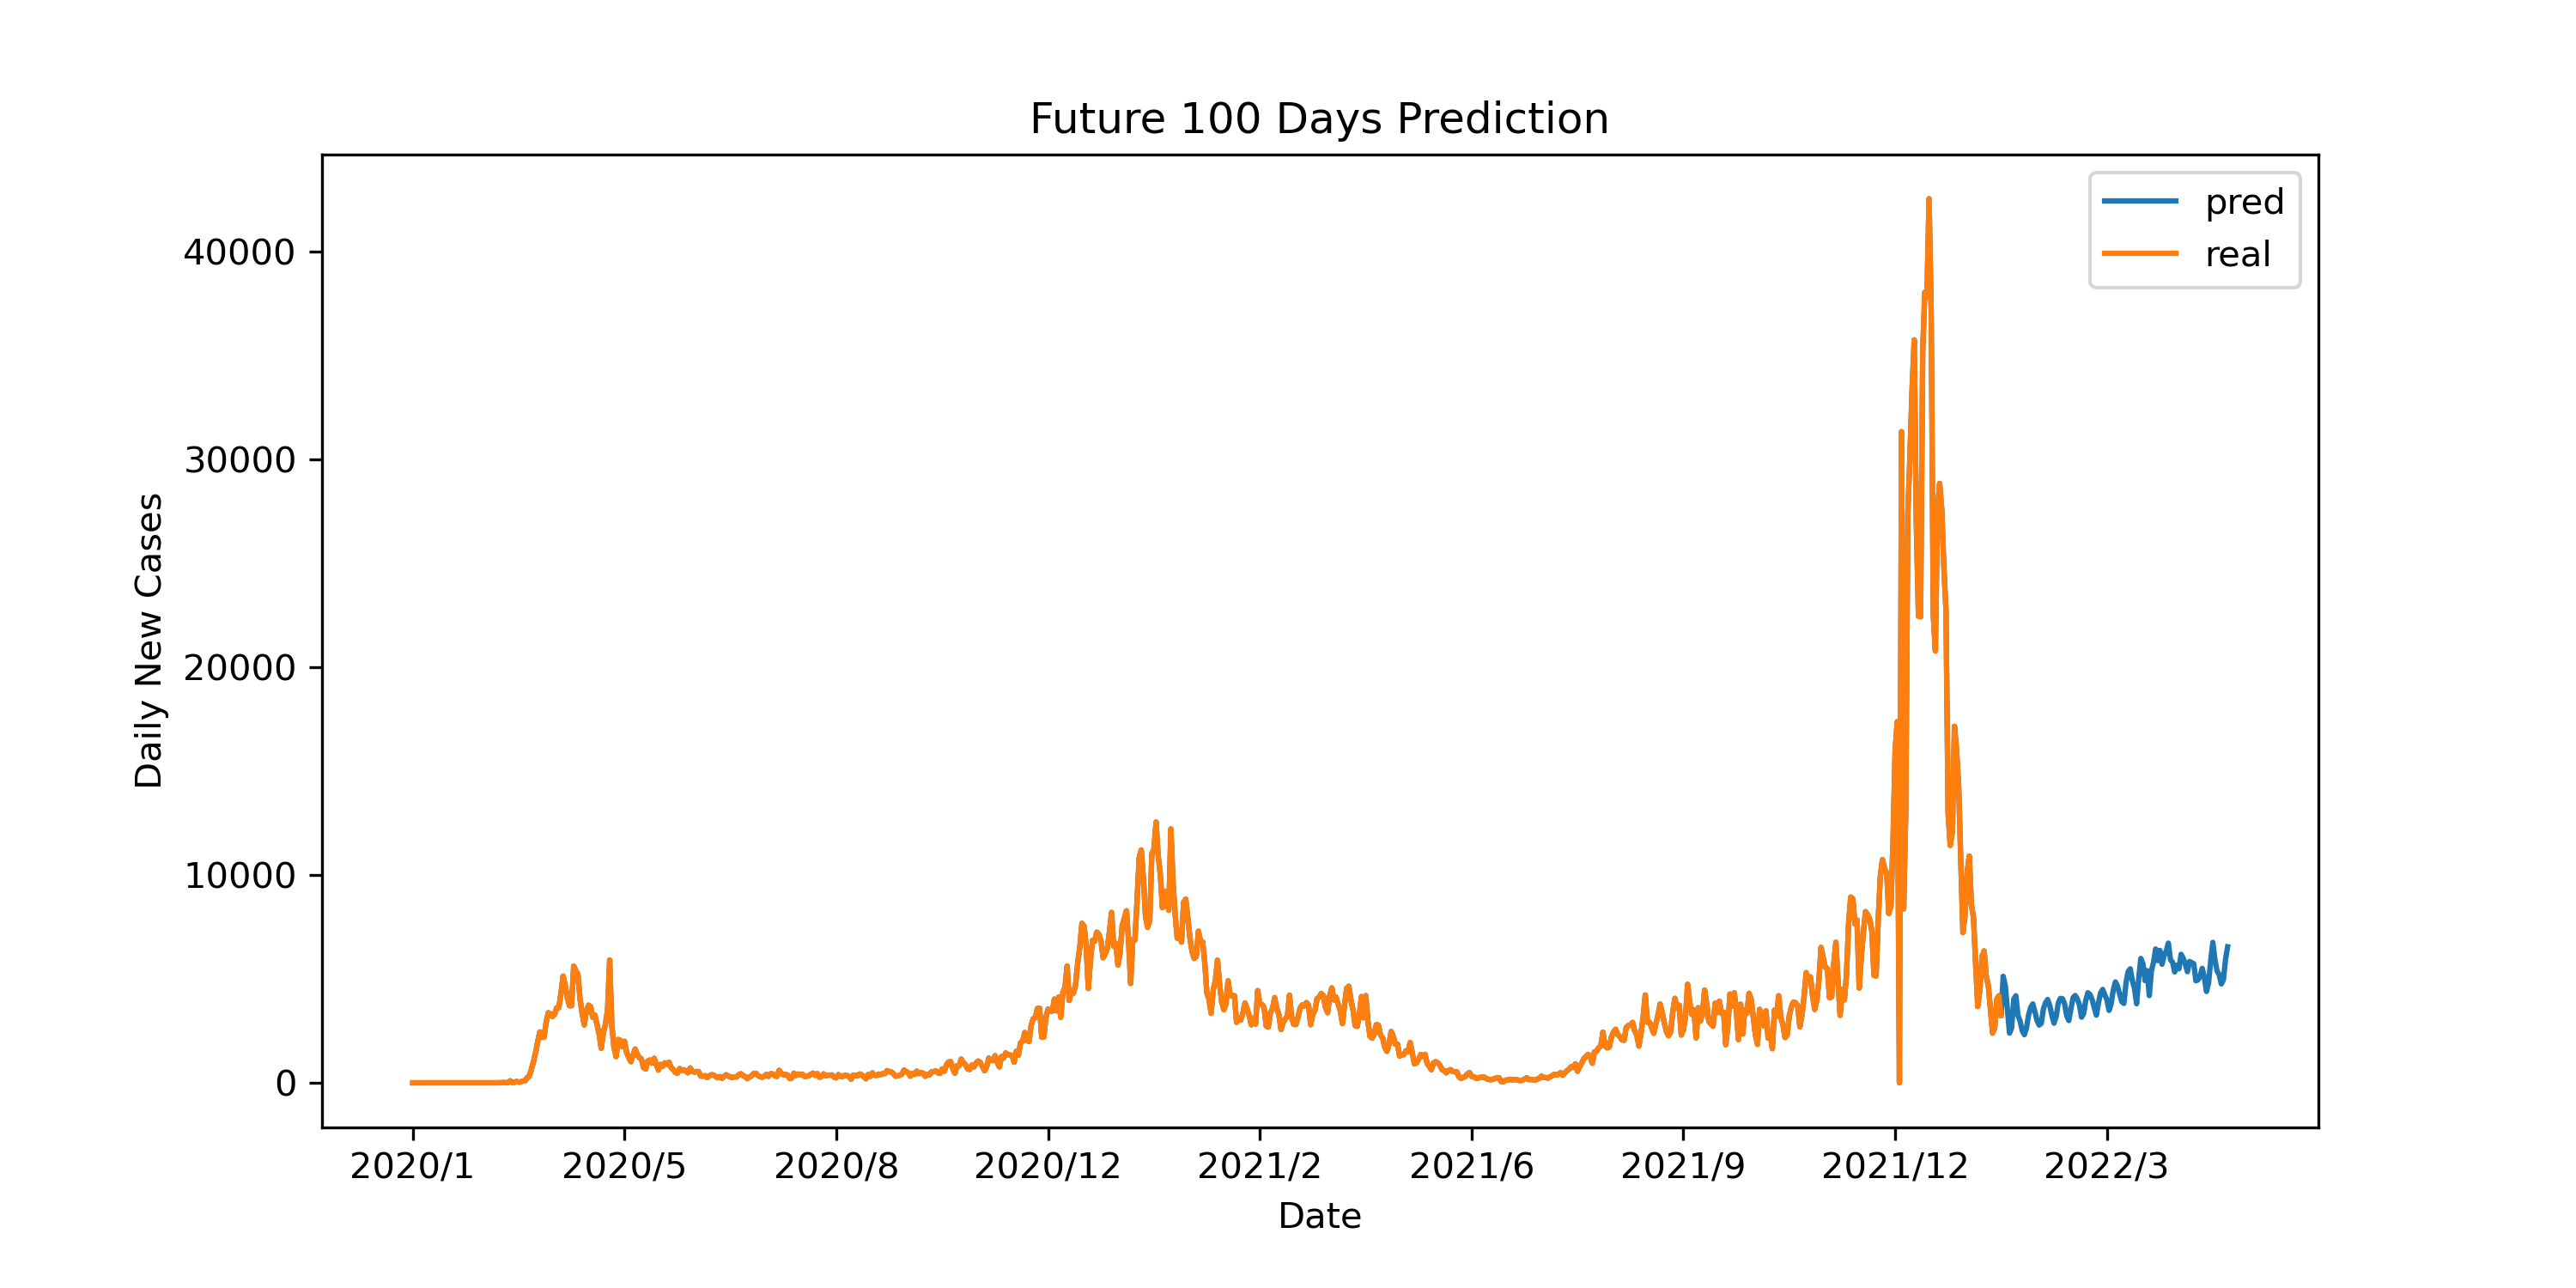 Future 100 Days Prediction
pred
real
40000
30000
20000
10000
0
Daily New Cases
2020/1 2020/5 2020/8 2020/12 2021/2 2021/6 2021/9 2021/12 2022/3
Date